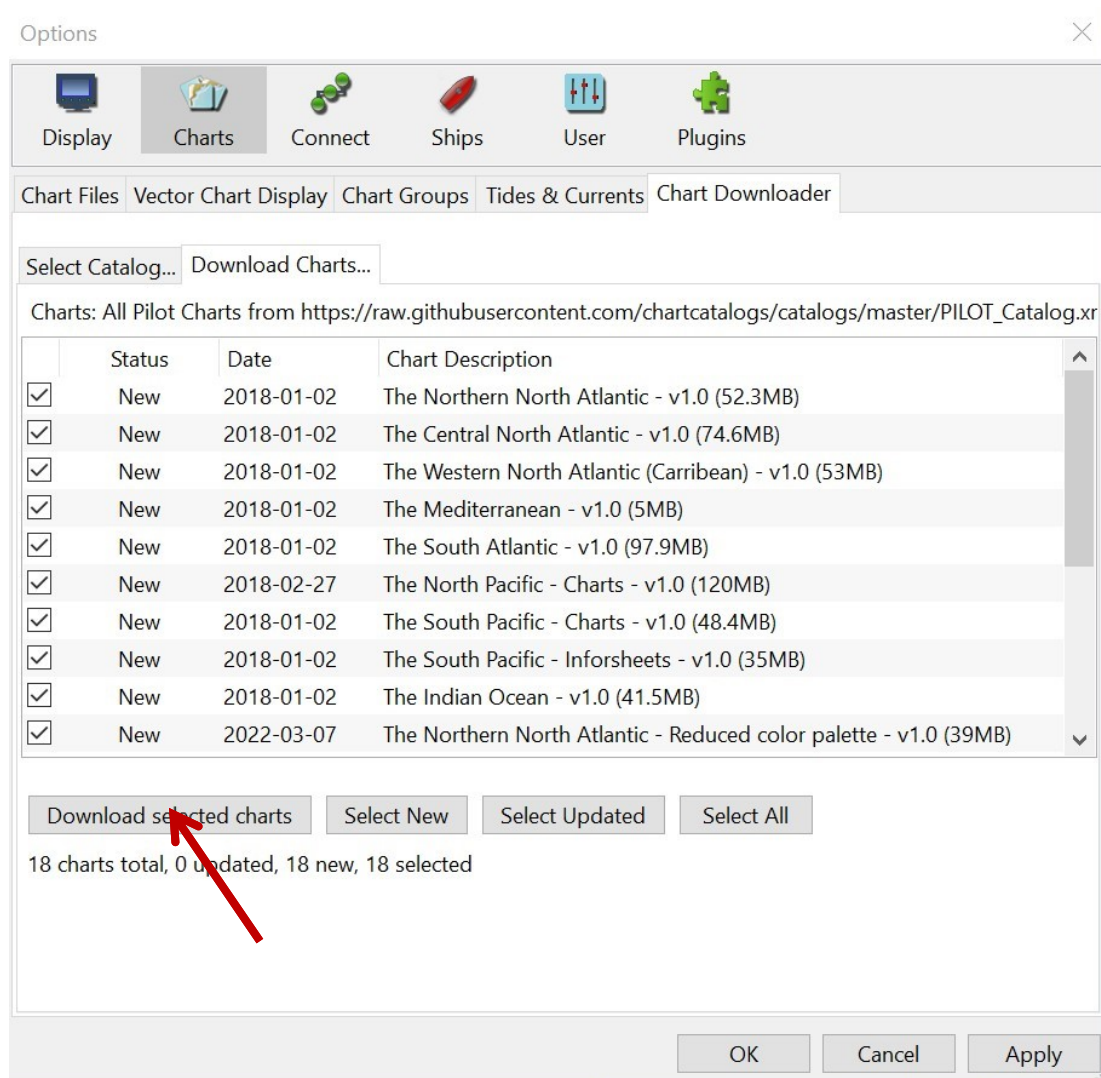 Options
Display Charts Connect Ships User Plugins
Chart Files Vector Chart Display Chart Groups Tides & Currents Chart Downloader
Select Catalog... Download Charts...
Charts: All Pilot Charts from https://raw.githubusercontent.com/chartcatalogs/catalogs/master/PILOT_Catalog.xr
Status Date Chart Description
New 2018-01-02 The Northern North Atlantic - v1.0 (52.3MB)
New 2018-01-02 The Central North Atlantic - v1.0 (74.6MB)
New 2018-01-02 The Western North Atlantic (Carribean) - v1.0 (53MB)
New 2018-01-02 The Mediterranean - v1.0 (5MB)
New 2018-01-02 The South Atlantic - v1.0 (97.9MB)
New 2018-02-27 The North Pacific - Charts - v1.0 (120MB)
New 2018-01-02 The South Pacific - Charts - v1.0 (48.4MB)
New 2018-01-02 The South Pacific - Inforsheets - v1.0 (35MB)
New 2018-01-02 The Indian Ocean - v1.0 (41.5MB)
New 2022-03-07 The Northern North Atlantic - Reduced color palette - v1.0 (39MB)
Download selected charts Select New Select Updated Select All
18 charts total, 0 updated, 18 new, 18 selected
OK Cancel Apply